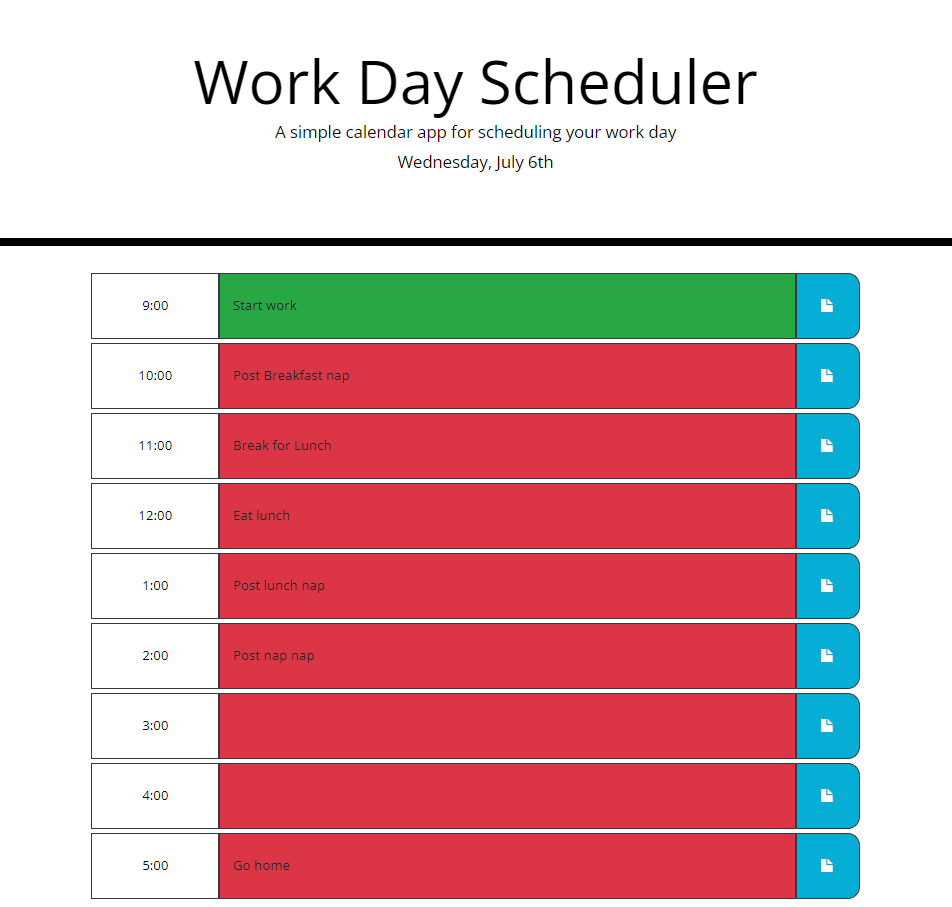 Work Day Scheduler
A simple calendar app for scheduling your work day
Wednesday, July 6th
9:00 Start work
10:00 Post Breakfast nap
11:00 Break for Lunch
12:00 Eat lunch
1:00 Post lunch nap
2:00 Post nap nap
3:00
4:00
5:00 Go home